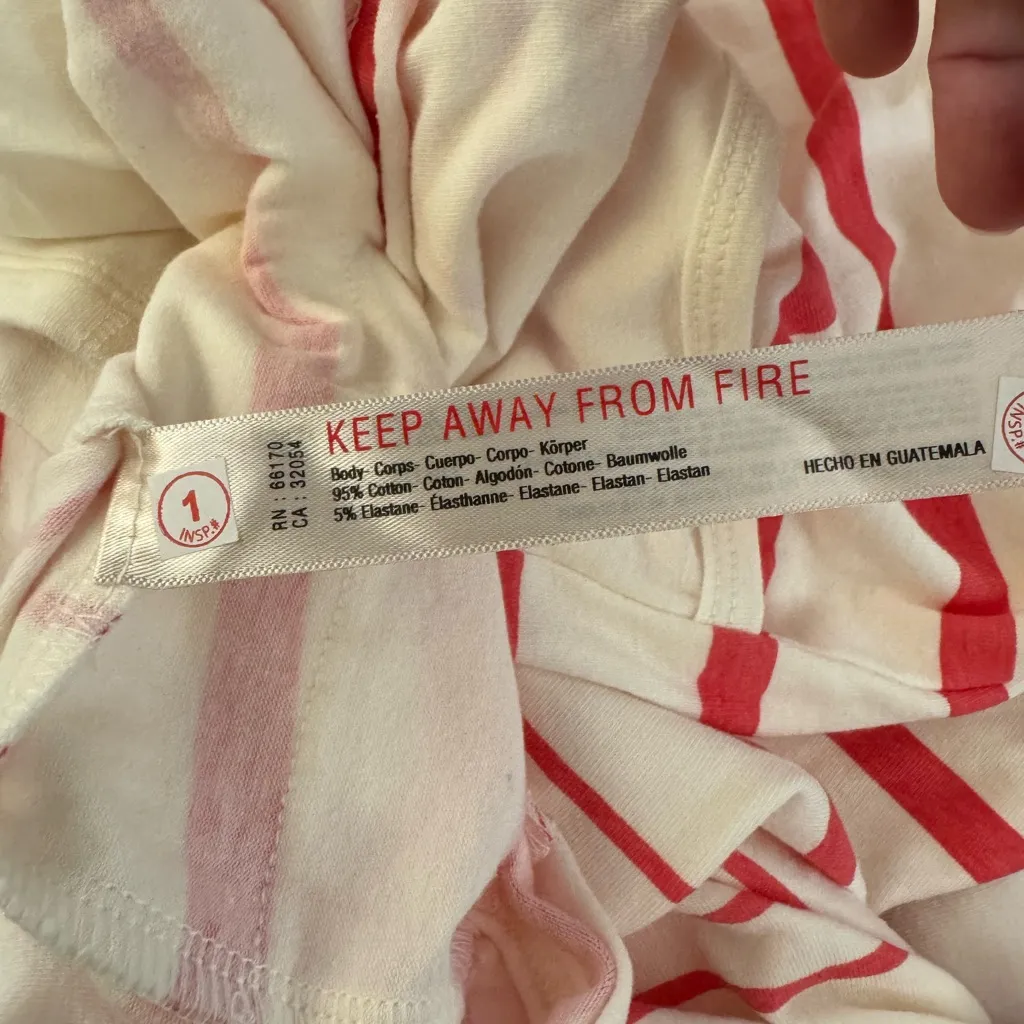 KEEP AWAY FROM FIRE
Body- Corps- Cuerpo- Corpo- Körper
95% Cotton- Coton- Algodón- Cotone- Baumwolle
5% Elastane- Élasthanne- Elastane- Elastan- Elastan
HECHO EN GUATEMALA
RN : 66170
CA : 32054
1
INSP.#
INSP.#